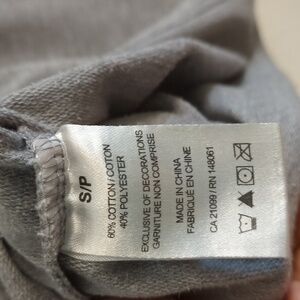 S/P
60% COTTON / COTON
40% POLYESTER
EXCLUSIVE OF DECORATIONS
GARNITURE NON COMPRISE
MADE IN CHINA
FABRIQUÉ EN CHINE
CA 21099 / RN 148061